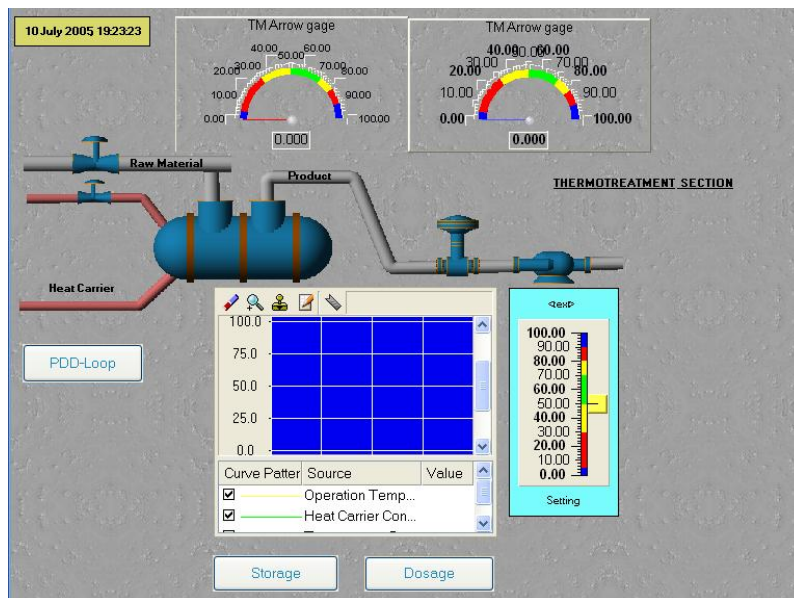 10 July 2005 19:23:23
TM Arrow gage
0.00
10.00
20.00
30.00
40.00
50.00
60.00
70.00
80.00
90.00
100.00
0.000
TM Arrow gage
0.00
10.00
20.00
30.00
40.00
50.00
60.00
70.00
80.00
90.00
100.00
0.000
Raw Material
Product
THERMOTREATMENT SECTION
Heat Carrier
PDD-Loop
100.0
75.0
50.0
25.0
0.0
Curve Patter Source Value
Operation Temp...
Heat Carrier Con...
100.00
90.00
80.00
70.00
60.00
50.00
40.00
30.00
20.00
10.00
0.00
Setting
Storage
Dosage